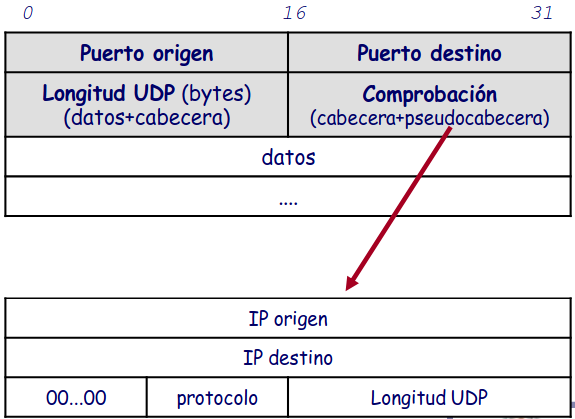 0 16 31
Puerto origen Puerto destino
Longitud UDP (bytes) Comprobación
(datos+cabecera) (cabecera+pseudocabecera)
datos
....
IP origen
IP destino
00...00 protocolo Longitud UDP